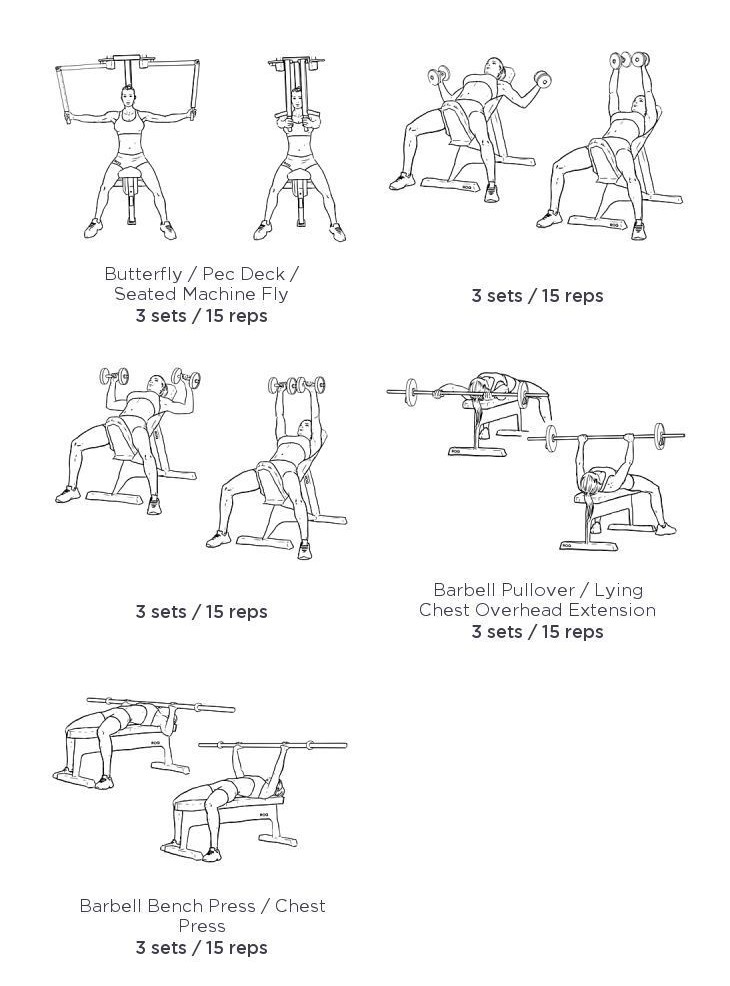 Butterfly / Pec Deck /
Seated Machine Fly
3 sets / 15 reps
3 sets / 15 reps
3 sets / 15 reps
Barbell Pullover / Lying
Chest Overhead Extension
3 sets / 15 reps
Barbell Bench Press / Chest
Press
3 sets / 15 reps